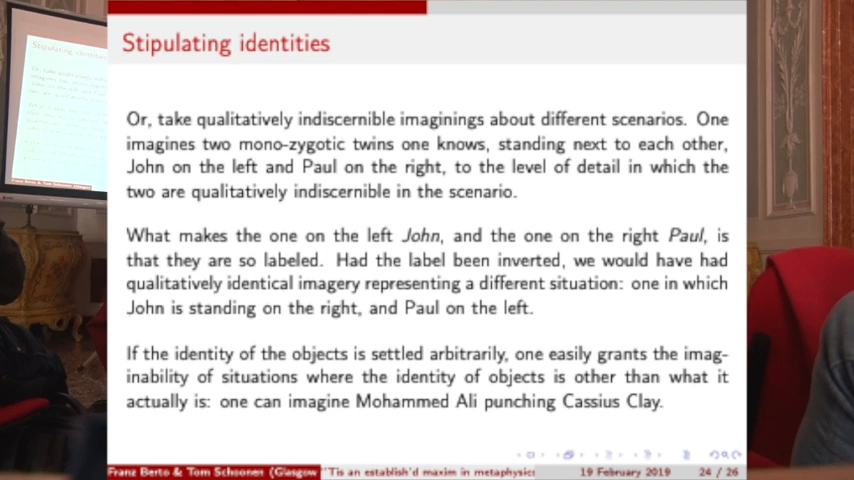 Stipulating identities
Or, take qualitatively indiscernible imaginings about different scenarios. One
imagines two mono-zygotic twins one knows, standing next to each other,
John on the left and Paul on the right, to the level of detail in which the
two are qualitatively indiscernible in the scenario.
What makes the one on the left John, and the one on the right Paul, is
that they are so labeled. Had the label been inverted, we would have had
qualitatively identical imagery representing a different situation: one in which
John is standing on the right, and Paul on the left.
If the identity of the objects is settled arbitrarily, one easily grants the imag-
inability of situations where the identity of objects is other than what it
actually is: one can imagine Mohammed Ali punching Cassius Clay.
Franz Berto & Tom Schoonen (Glasgow "'Tis an establish'd maxim in metaphysics 19 February 2019 24 / 26
Stipulating identities